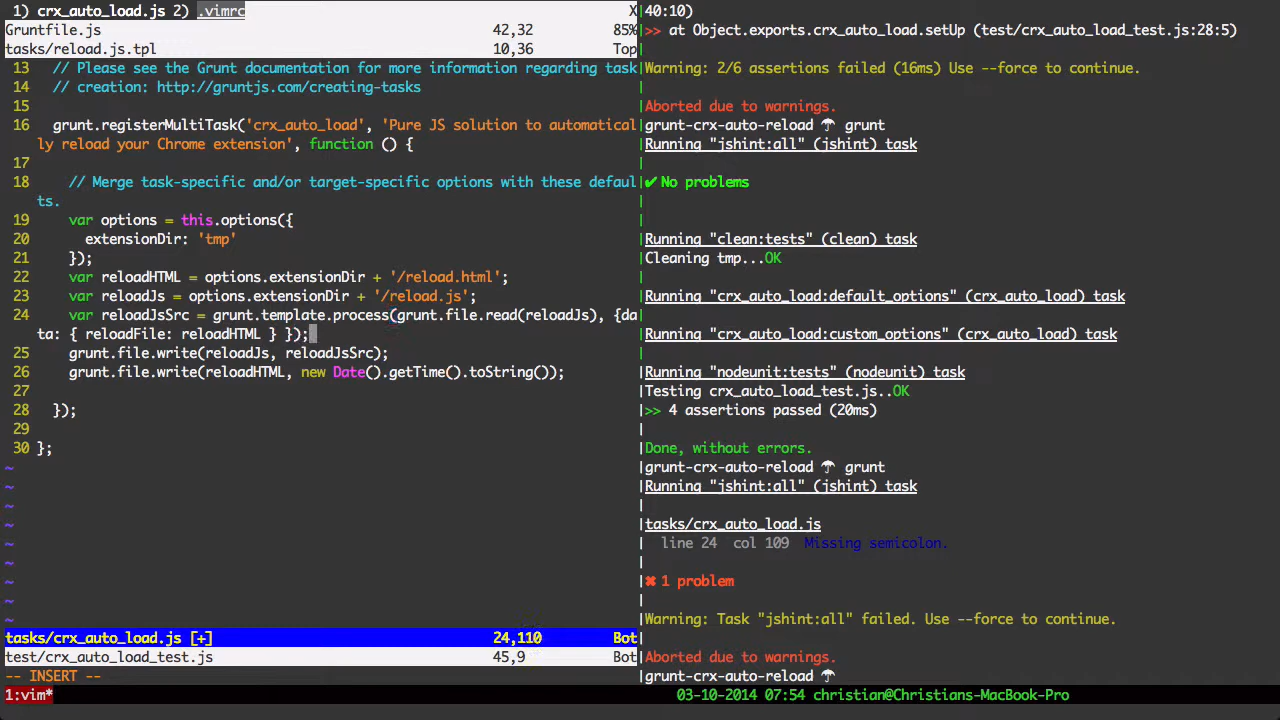 1) crx_auto_load.js 2) .vimrc X
Gruntfile.js 42,32 85%
tasks/reload.js.tpl 10,36 Top
13 // Please see the Grunt documentation for more information regarding task
14 // creation: http://gruntjs.com/creating-tasks
15
16 grunt.registerMultiTask('crx_auto_load', 'Pure JS solution to automatical
ly reload your Chrome extension', function () {
17
18 // Merge task-specific and/or target-specific options with these defaul
ts.
19 var options = this.options({
20 extensionDir: 'tmp'
21 });
22 var reloadHTML = options.extensionDir + '/reload.html';
23 var reloadJs = options.extensionDir + '/reload.js';
24 var reloadJsSrc = grunt.template.process(grunt.file.read(reloadJs), {da
ta: { reloadFile: reloadHTML } });
25 grunt.file.write(reloadJs, reloadJsSrc);
26 grunt.file.write(reloadHTML, new Date().getTime().toString());
27
28 });
29
30 };
~
~
~
~
~
~
~
~
~
tasks/crx_auto_load.js [+] 24,110 Bot
test/crx_auto_load_test.js 45,9 Bot
-- INSERT --
40:10)
>> at Object.exports.crx_auto_load.setUp (test/crx_auto_load_test.js:28:5)
Warning: 2/6 assertions failed (16ms) Use --force to continue.
Aborted due to warnings.
grunt-crx-auto-reload ☂ grunt
Running "jshint:all" (jshint) task
✔ No problems
Running "clean:tests" (clean) task
Cleaning tmp...OK
Running "crx_auto_load:default_options" (crx_auto_load) task
Running "crx_auto_load:custom_options" (crx_auto_load) task
Running "nodeunit:tests" (nodeunit) task
Testing crx_auto_load_test.js..OK
>> 4 assertions passed (20ms)
Done, without errors.
grunt-crx-auto-reload ☂ grunt
Running "jshint:all" (jshint) task
tasks/crx_auto_load.js
line 24 col 109 Missing semicolon.
✖ 1 problem
Warning: Task "jshint:all" failed. Use --force to continue.
Aborted due to warnings.
grunt-crx-auto-reload ☂
1:vim* 03-10-2014 07:54 christian@Christians-MacBook-Pro